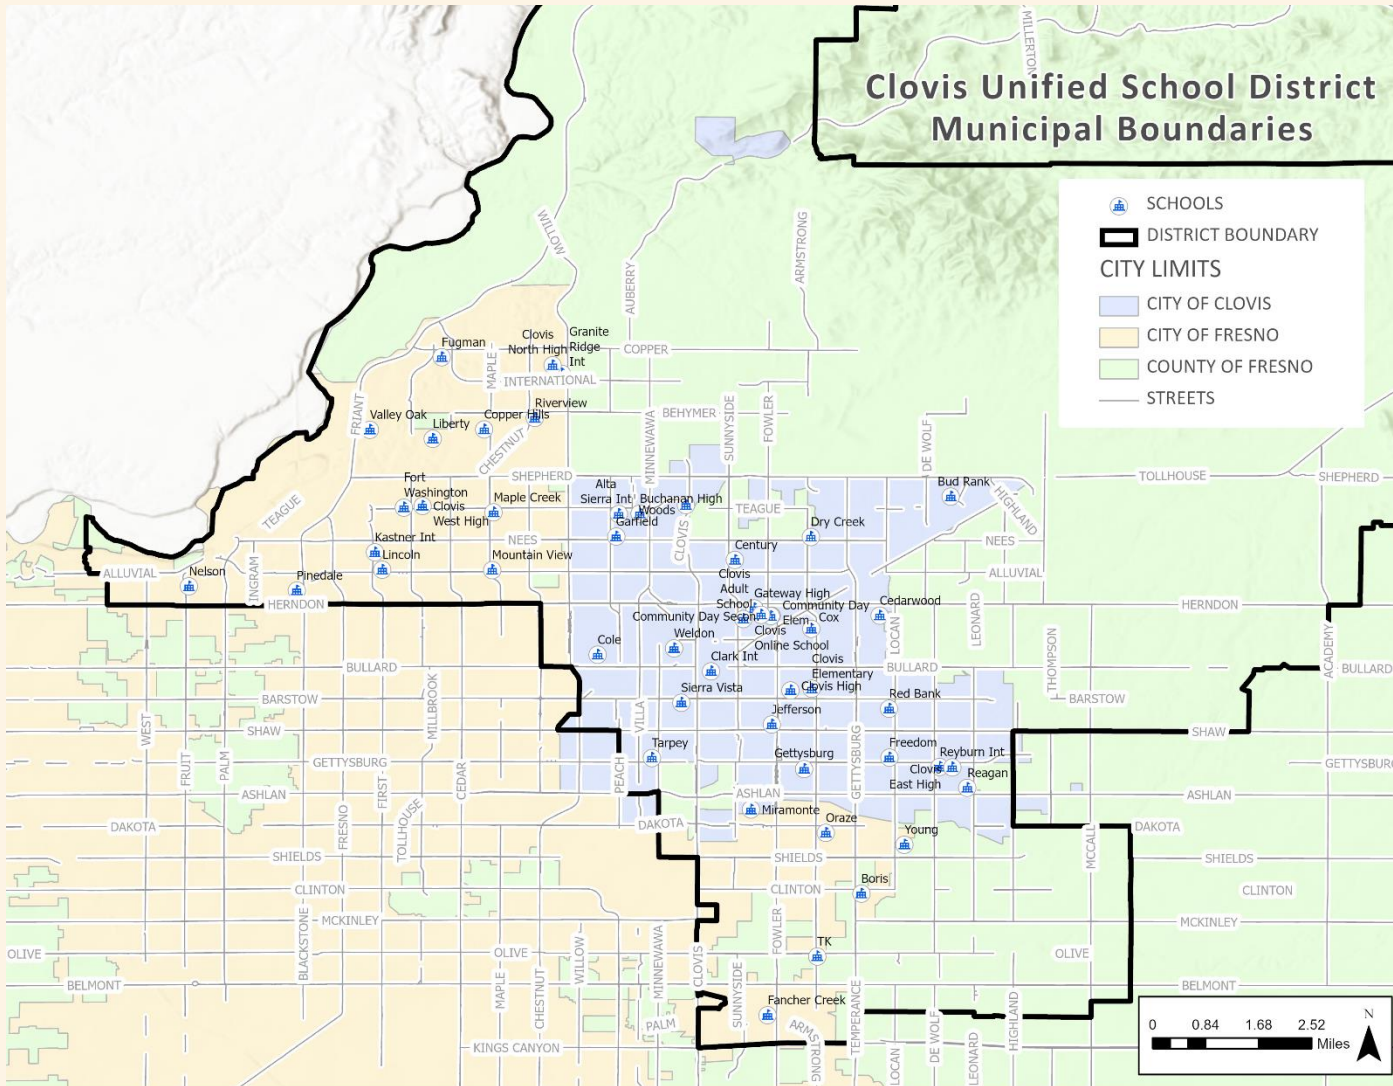 Clovis Unified School District
Municipal Boundaries
SCHOOLS
DISTRICT BOUNDARY
CITY LIMITS
CITY OF CLOVIS
CITY OF FRESNO
COUNTY OF FRESNO
STREETS
MILLERTON
WILLOW
AUBERRY
ARMSTRONG
Fugman
Clovis
North High
Granite
Ridge
Int
MAPLE
COPPER
INTERNATIONAL
FRIANT
Valley Oak
Liberty
Copper Hills
Riverview
CHESTNUT
MINNEWAWA
BEHYMER
SUNNYSIDE
FOWLER
DE WOLF
SHEPHERD
TOLLHOUSE
SHEPHERD
TEAGUE
Fort
Washington
Clovis
West High
Maple Creek
Alta
Sierra Int
Buchanan High
Woods
Garfield
TEAGUE
Bud Rank
HIGHLAND
Dry Creek
Kastner Int
Lincoln
NEES
CLOVIS
NEES
Century
ALLUVIAL
Nelson
INGRAM
Pinedale
Mountain View
ALLUVIAL
HERNDON
HERNDON
Clovis
Adult
School
Gateway High
Community Day
Elem
Cox
Community Day Second
Clovis
Online School
Cedarwood
LOCAN
LEONARD
THOMPSON
ACADEMY
Cole
Weldon
Clark Int
Clovis
Elementary
Clovis High
BULLARD
BULLARD
BULLARD
BARSTOW
Sierra Vista
Red Bank
BARSTOW
WEST
MILLBROOK
VILLA
Jefferson
SHAW
SHAW
FRUIT
PALM
GETTYSBURG
Tarpey
Gettysburg
GETTYSBURG
Freedom
Reyburn Int
Clovis
East High
Reagan
GETTYSBURG
FIRST
CEDAR
PEACH
ASHLAN
ASHLAN
ASHLAN
Miramonte
DAKOTA
FRESNO
TOLLHOUSE
DAKOTA
Oraze
Young
MCCALL
DAKOTA
SHIELDS
SHIELDS
SHIELDS
CLINTON
CLINTON
Boris
CLINTON
MCKINLEY
MCKINLEY
BLACKSTONE
OLIVE
OLIVE
WILLOW
MINNEWAWA
CLOVIS
SUNNYSIDE
FOWLER
TK
OLIVE
BELMONT
MAPLE
CHESTNUT
BELMONT
Fancher Creek
TEMPERANCE
PALM
ARMSTRONG
KINGS CANYON
LOCAN
DE WOLF
LEONARD
HIGHLAND
0 0.84 1.68 2.52
Miles
N